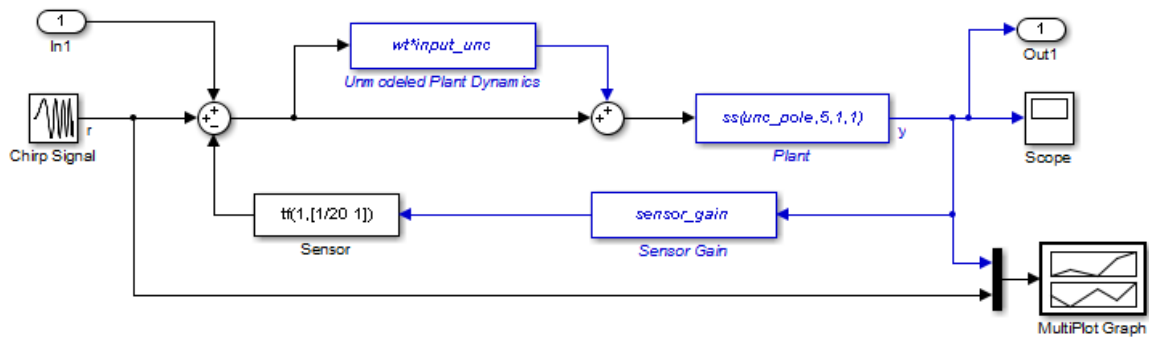 1
In1
wt*input_unc
Unmodeled Plant Dynamics
1
Out1
Chirp Signal
r
+
+
−
+
+
ss(unc_pole,5,1,1)
Plant
y
Scope
tf(1,[1/20 1])
Sensor
sensor_gain
Sensor Gain
MultiPlot Graph